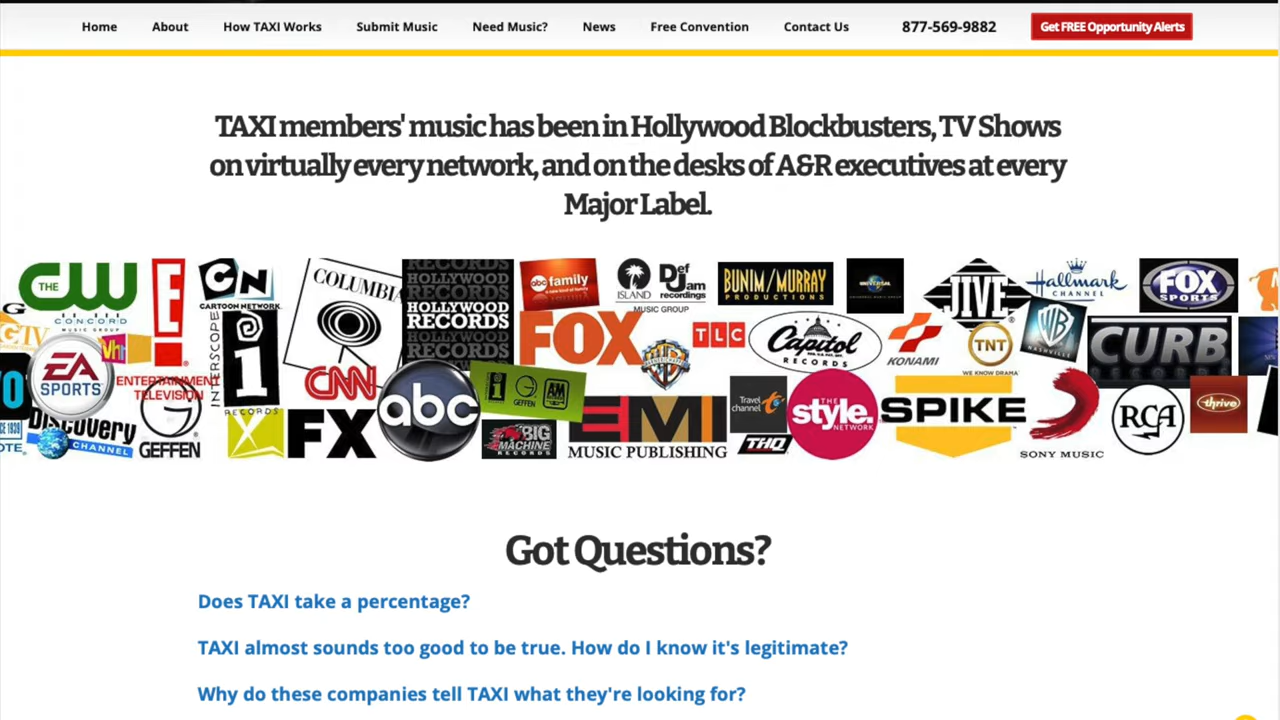 Home About How TAXI Works Submit Music Need Music? News Free Convention Contact Us 877-569-9882 Get FREE Opportunity Alerts
TAXI members' music has been in Hollywood Blockbusters, TV Shows
on virtually every network, and on the desks of A&R executives at every
Major Label.
THE CW
CONCORD
MUSIC GROUP
E!
ENTERTAINMENT
TELEVISION
CN
CARTOON NETWORK
COLUMBIA
HOLLYWOOD
RECORDS
abc family
ISLAND
Def Jam
recordings
MUSIC GROUP
BUNIM/MURRAY
PRODUCTIONS
UNIVERSAL
JIVE
Hallmark
CHANNEL
FOX
SPORTS
EA
SPORTS
Vh1
INTERSCOPE
i
RECORDS
CNN
FOX
WARNER BROS
TLC
Capitol
RECORDS
KONAMI
TNT
WE KNOW DRAMA
WB
NASHVILLE
CURB
Discovery
CHANNEL
GEFFEN
X
FX
abc
i GEFFEN A&M
BIG
MACHINE
RECORDS
EMI
MUSIC PUBLISHING
Travel
channel
THQ
the
style.
NETWORK
SPIKE
SONY MUSIC
RCA
thrive
Got Questions?
Does TAXI take a percentage?
TAXI almost sounds too good to be true. How do I know it's legitimate?
Why do these companies tell TAXI what they're looking for?